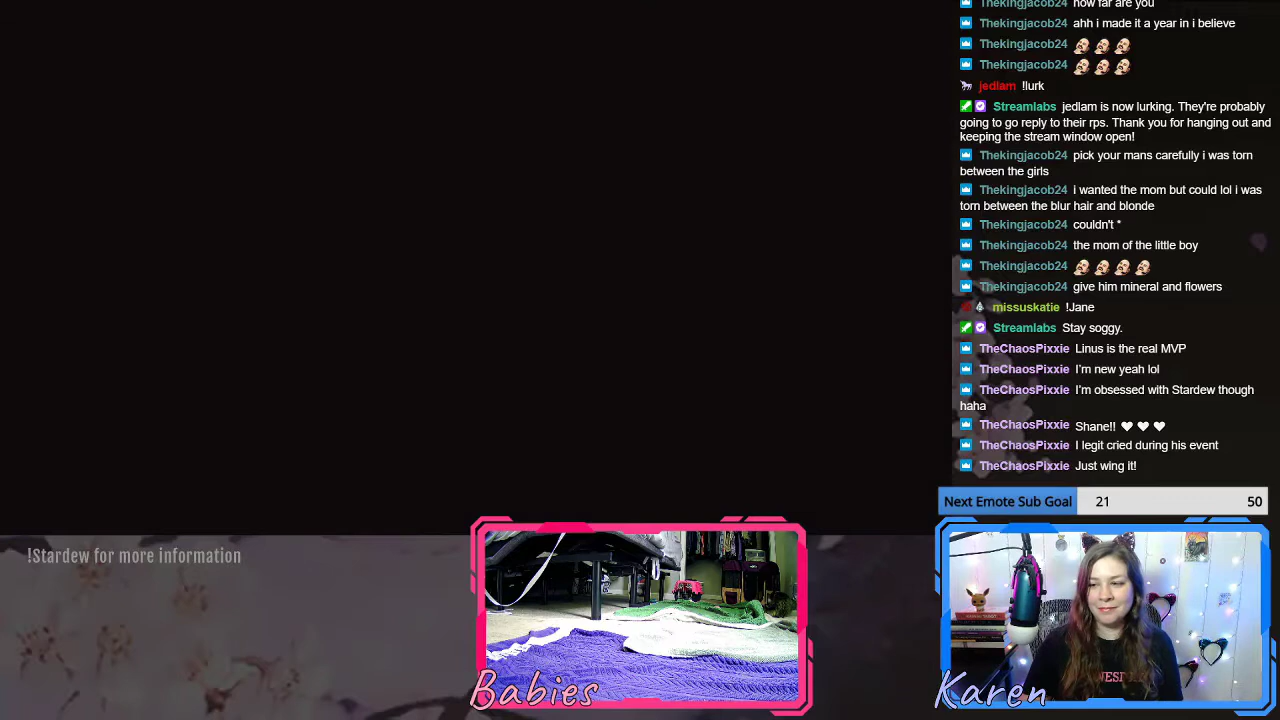 Thekingjacob24 how far are you
Thekingjacob24 ahh i made it a year in i believe
Thekingjacob24
Thekingjacob24
jedlam !lurk
Streamlabs jedlam is now lurking. They're probably
going to go reply to their rps. Thank you for hanging out and
keeping the stream window open!
Thekingjacob24 pick your mans carefully i was torn
between the girls
Thekingjacob24 i wanted the mom but could lol i was
torn between the blur hair and blonde
Thekingjacob24 couldn't *
Thekingjacob24 the mom of the little boy
Thekingjacob24
Thekingjacob24 give him mineral and flowers
missuskatie !Jane
Streamlabs Stay soggy.
TheChaosPixxie Linus is the real MVP
TheChaosPixxie I'm new yeah lol
TheChaosPixxie I'm obsessed with Stardew though
haha
TheChaosPixxie Shane!!
TheChaosPixxie I legit cried during his event
TheChaosPixxie Just wing it!
Next Emote Sub Goal 21 50
!Stardew for more information
Babies
Karen